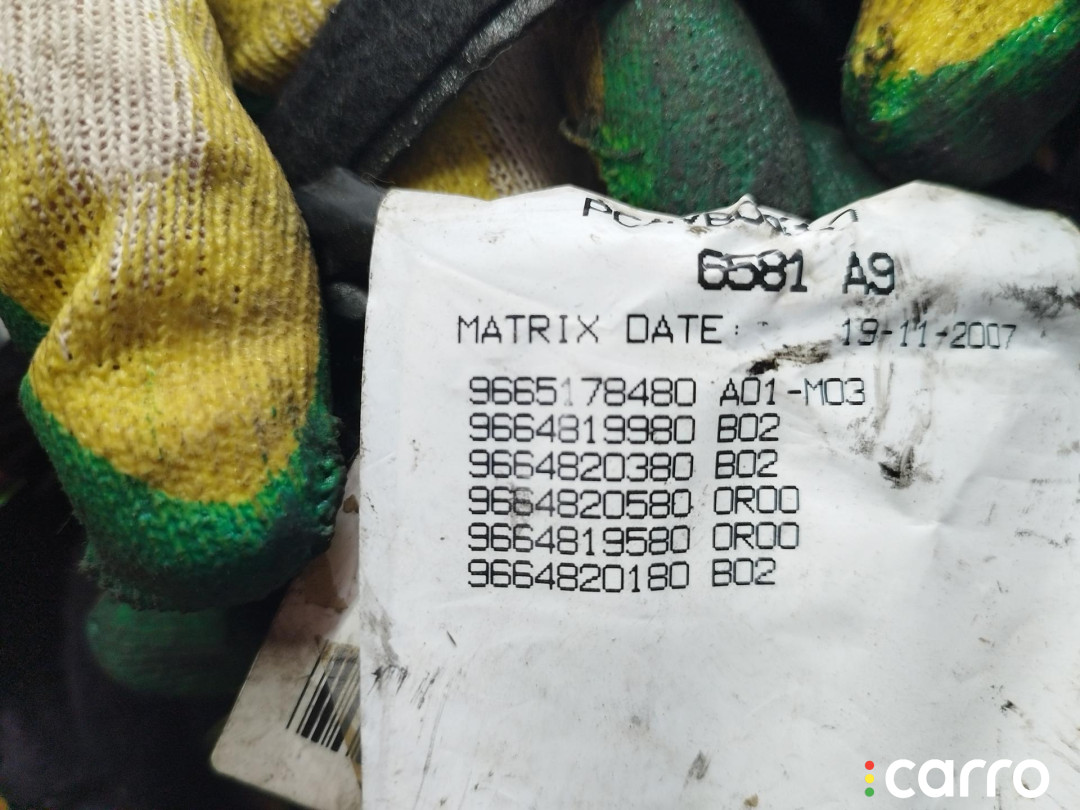 6581 A9
MATRIX DATE: 19-11-2007
9665178480 A01-M03
9664819980 B02
9664820380 B02
9664820580 0R00
9664819580 0R00
9664820180 B02
carro